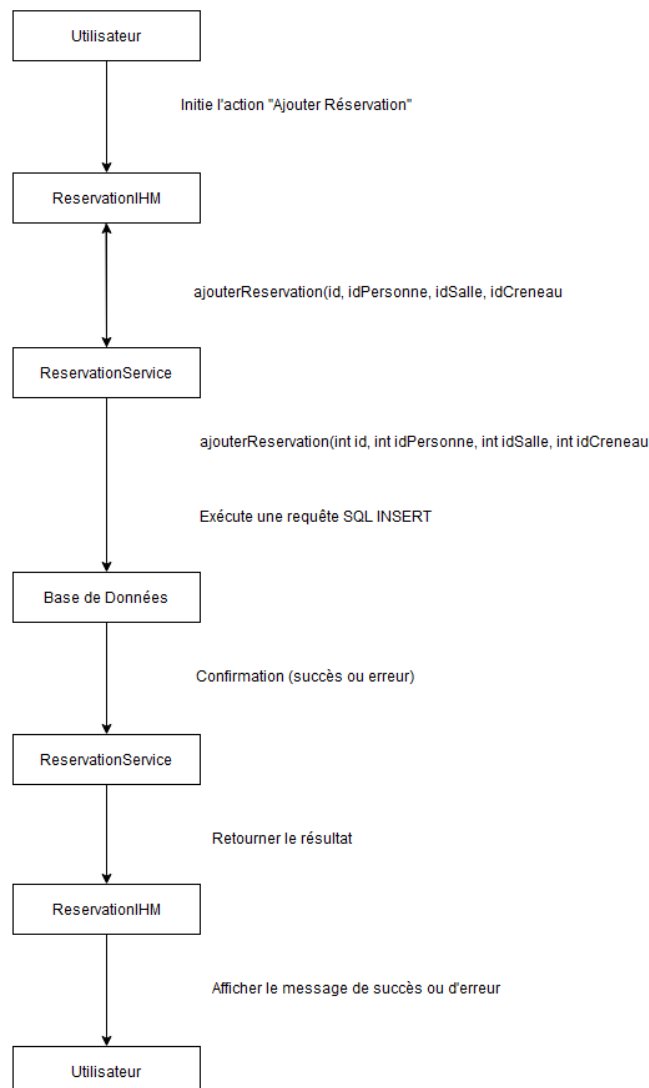 Utilisateur
Initie l'action "Ajouter Réservation"
ReservationIHM
ajouterReservation(id, idPersonne, idSalle, idCreneau
ReservationService
ajouterReservation(int id, int idPersonne, int idSalle, int idCreneau
Exécute une requête SQL INSERT
Base de Données
Confirmation (succès ou erreur)
ReservationService
Retourner le résultat
ReservationIHM
Afficher le message de succès ou d'erreur
Utilisateur